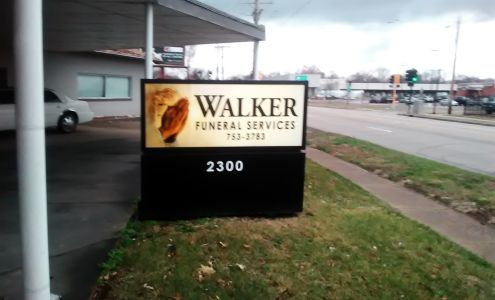 WALKER
FUNERAL SERVICES
753-3783
2300